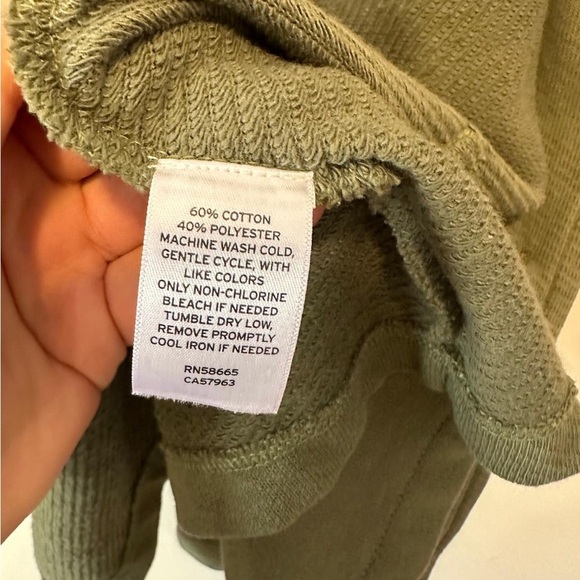 60% COTTON
40% POLYESTER
MACHINE WASH COLD,
GENTLE CYCLE, WITH
LIKE COLORS
ONLY NON-CHLORINE
BLEACH IF NEEDED
TUMBLE DRY LOW,
REMOVE PROMPTLY
COOL IRON IF NEEDED
RN58665
CA57963